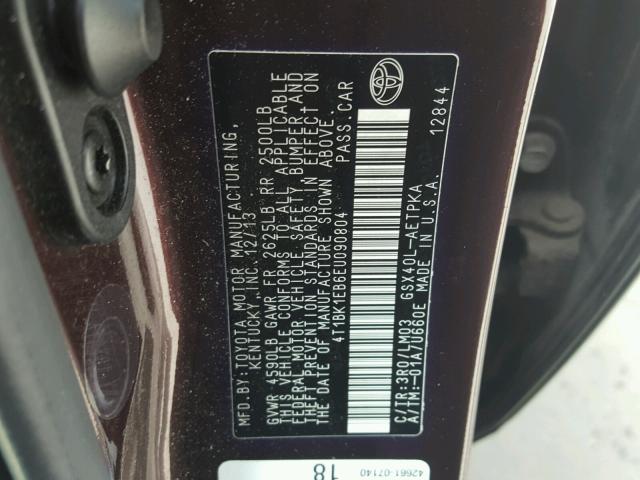 MFD.BY:TOYOTA MOTOR MANUFACTURING,
KENTUCKY, INC. 12/13
GVWR 4590LB GAWR FR 2625LB RR 2500LB
THIS VEHICLE CONFORMS TO ALL APPLICABLE
FEDERAL MOTOR VEHICLE SAFETY, BUMPER, AND
THEFT PREVENTION STANDARDS IN EFFECT ON
THE DATE OF MANUFACTURE SHOWN ABOVE.
4T1BK1EB6EU090804 PASS.CAR
C/TR:3R0/LM03 GSX40L-AETPKA
A/TM:-01A/U660E MADE IN U.S.A.
12844
42661-07140
18